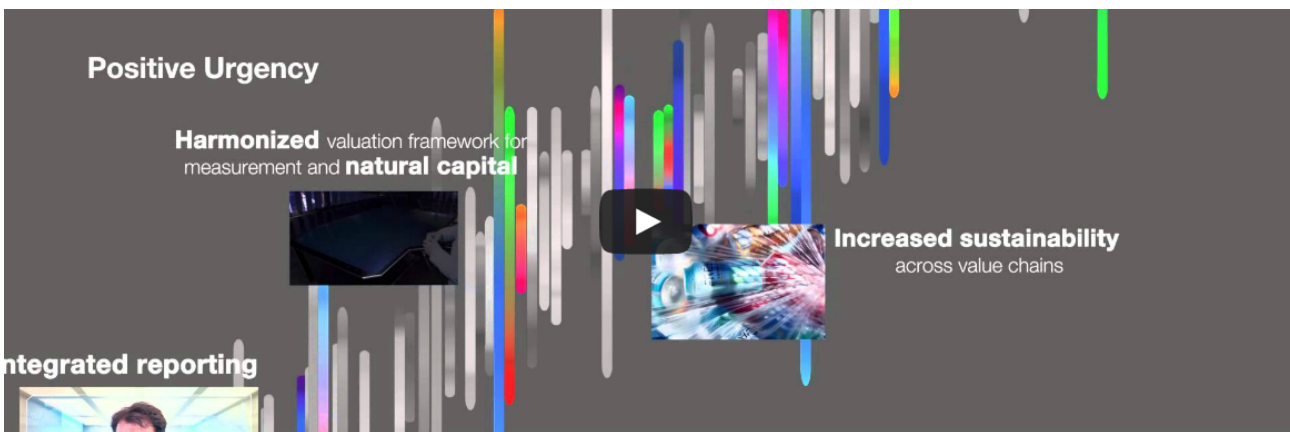 Positive Urgency
Harmonized valuation framework for
measurement and natural capital
Increased sustainability
across value chains
ntegrated reporting